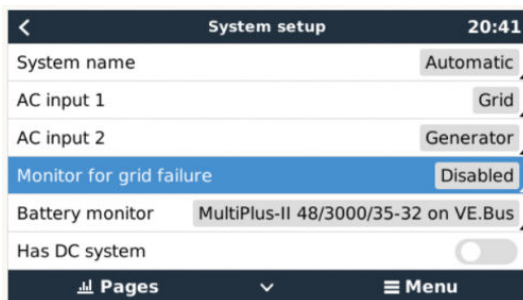 System setup 20:41
System name Automatic
AC input 1 Grid
AC input 2 Generator
Monitor for grid failure Disabled
Battery monitor MultiPlus-II 48/3000/35-32 on VE.Bus
Has DC system
Pages Menu